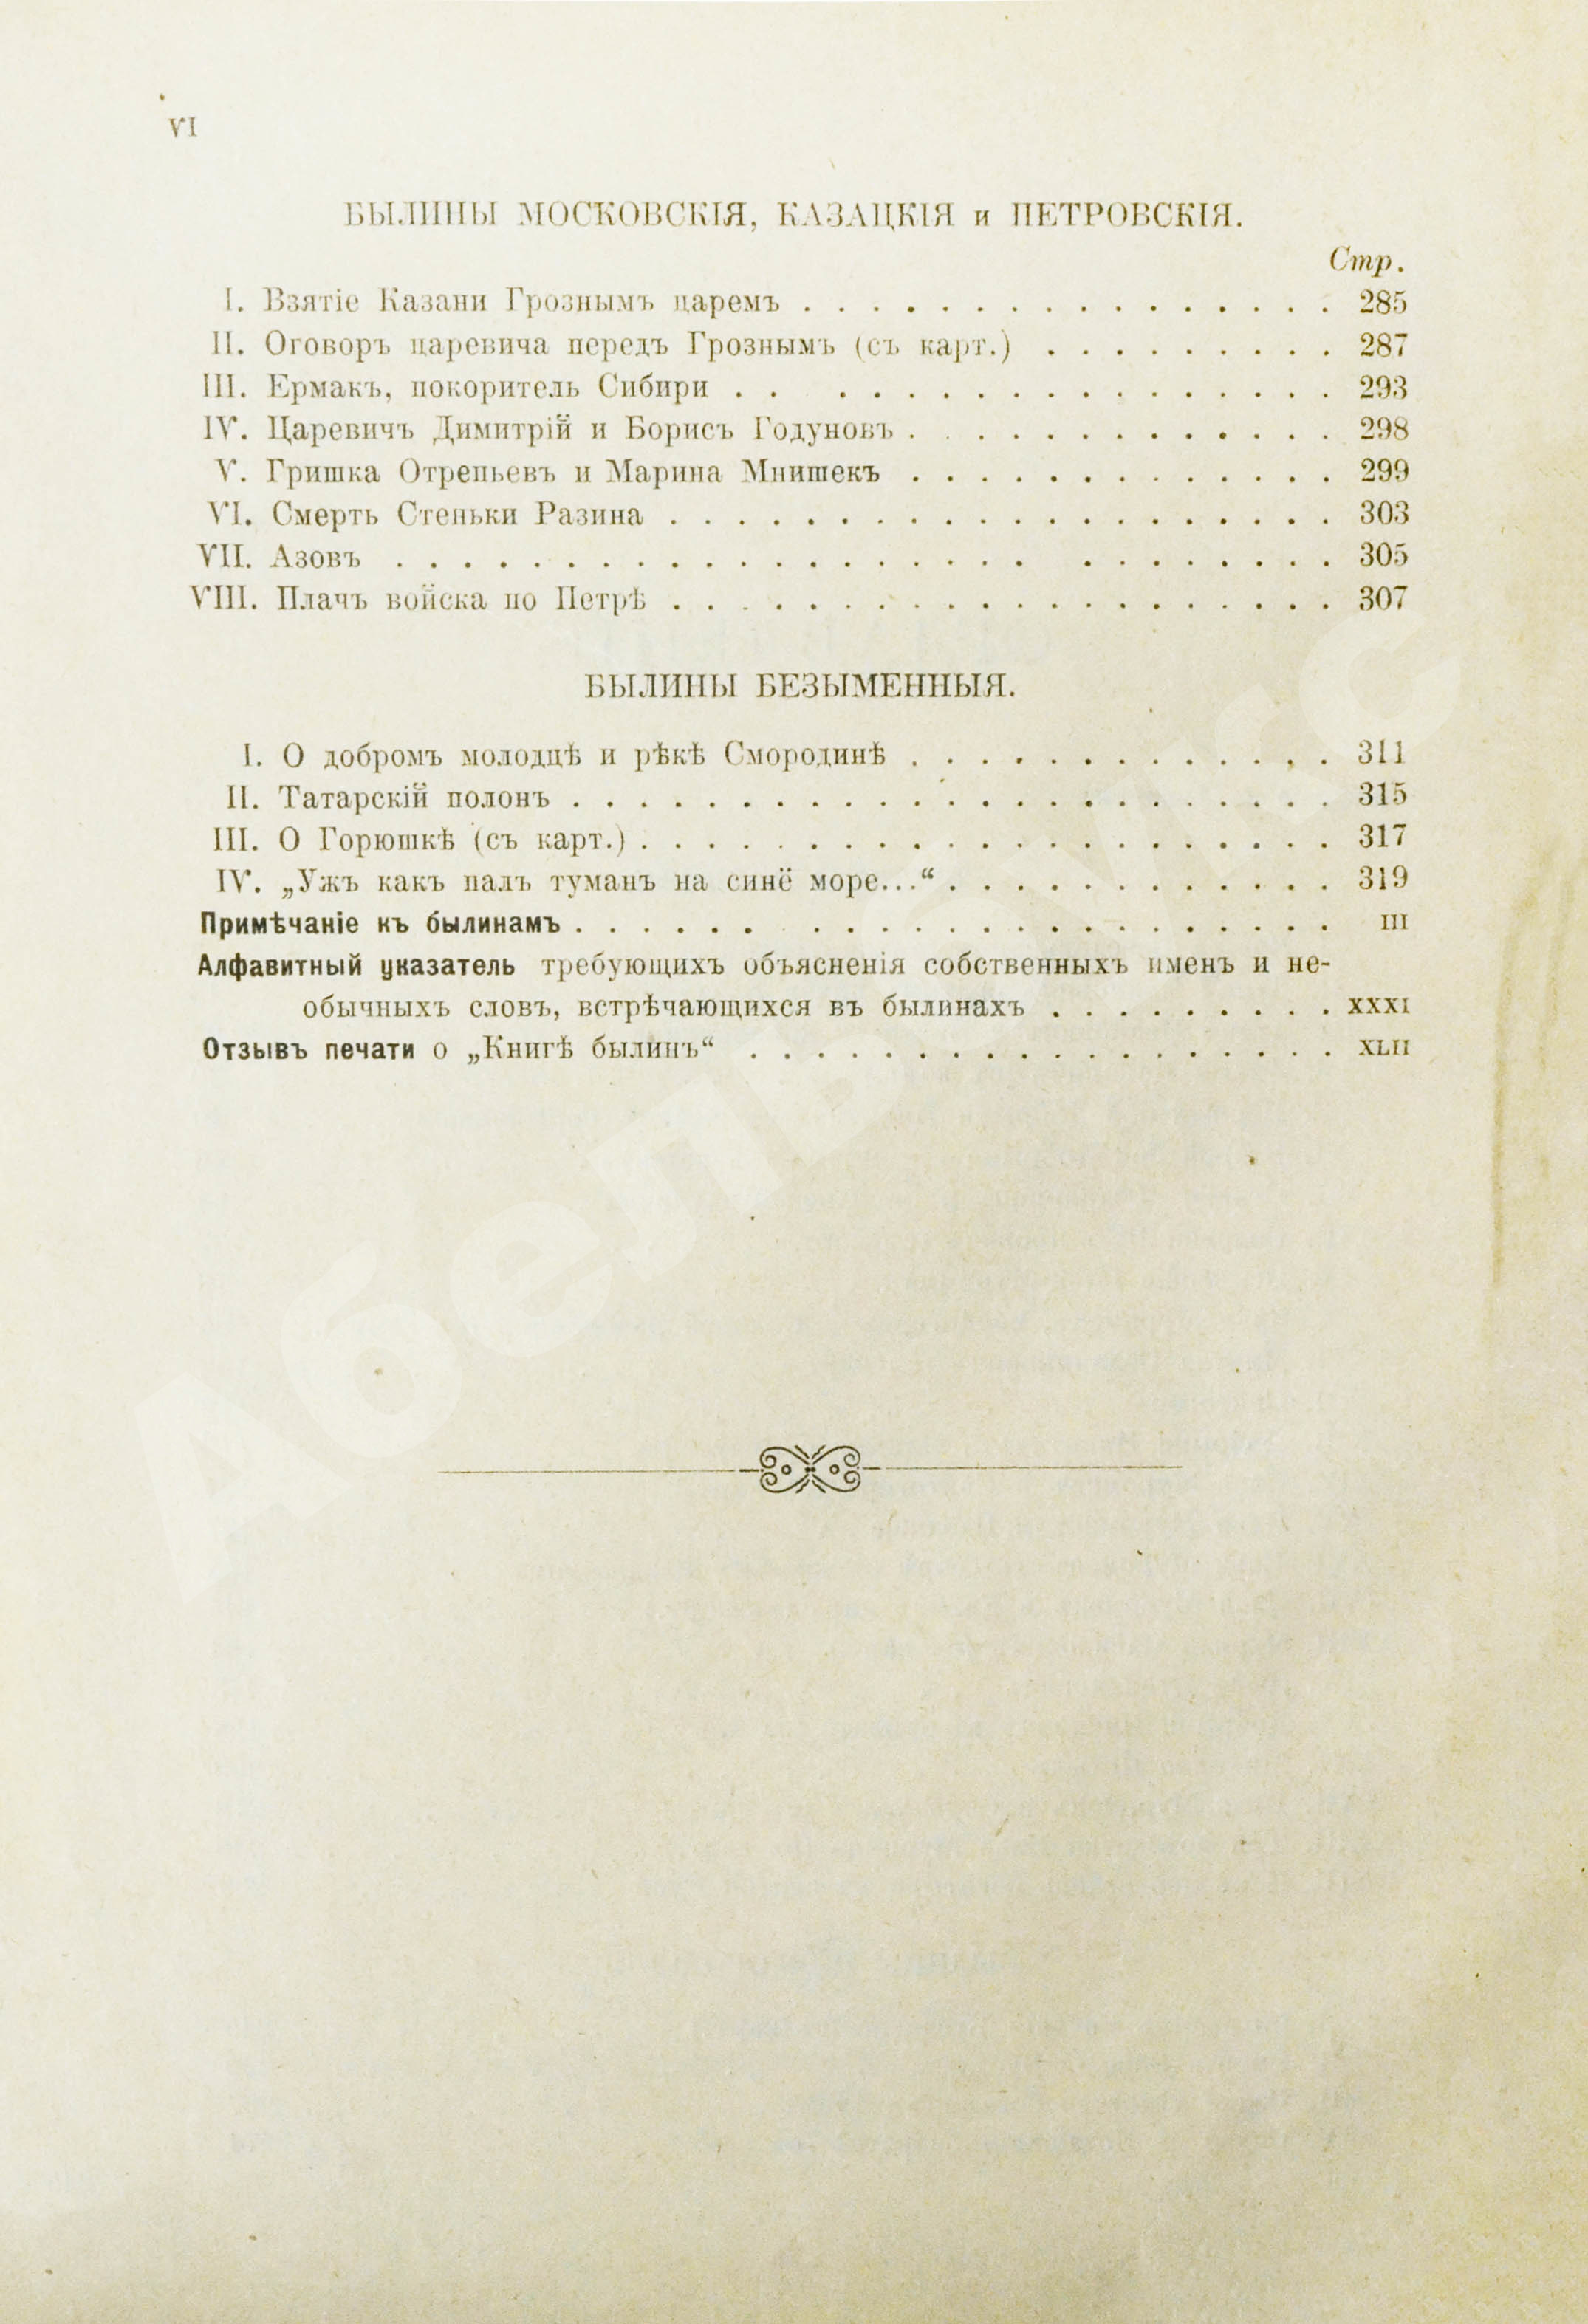 VI
БЫЛИНЫ МОСКОВСКІЯ, КАЗАЦКІЯ и ПЕТРОВСКІЯ.
Стр.
I. Взятіе Казани Грознымъ царемъ . . . . . . . . . . . . . . . . 285
II. Оговоръ царевича передъ Грознымъ (съ карт.) . . . . . . . . . 287
III. Ермакъ, покоритель Сибири . . . . . . . . . . . . . . . . . 293
IV. Царевичъ Димитрій и Борисъ Годуновъ . . . . . . . . . . . . . 298
V. Гришка Отрепьевъ и Марина Мнишекъ . . . . . . . . . . . . . 299
VI. Смерть Стеньки Разина . . . . . . . . . . . . . . . . . . . . 303
VII. Азовъ . . . . . . . . . . . . . . . . . . . . . . . . . . . 305
VIII. Плачъ войска по Петрѣ . . . . . . . . . . . . . . . . . . . . 307
БЫЛИНЫ БЕЗЫМЕННЫЯ.
I. О добромъ молодцѣ и рѣкѣ Смородинѣ . . . . . . . . . . . . . 311
II. Татарскій полонъ . . . . . . . . . . . . . . . . . . . . . . . 315
III. О Горюшкѣ (съ карт.) . . . . . . . . . . . . . . . . . . . . . 317
IV. „Ужъ какъ палъ туманъ на синё море...“ . . . . . . . . . . . . 319
Примѣчаніе къ былинамъ . . . . . . . . . . . . . . . . . . . . . III
Алфавитный указатель требующихъ объясненія собственныхъ именъ и не-
обычныхъ словъ, встрѣчающихся въ былинахъ . . . . . . . . . XXXI
Отзывъ печати о „Книгѣ былинъ“ . . . . . . . . . . . . . . . . . . XLII